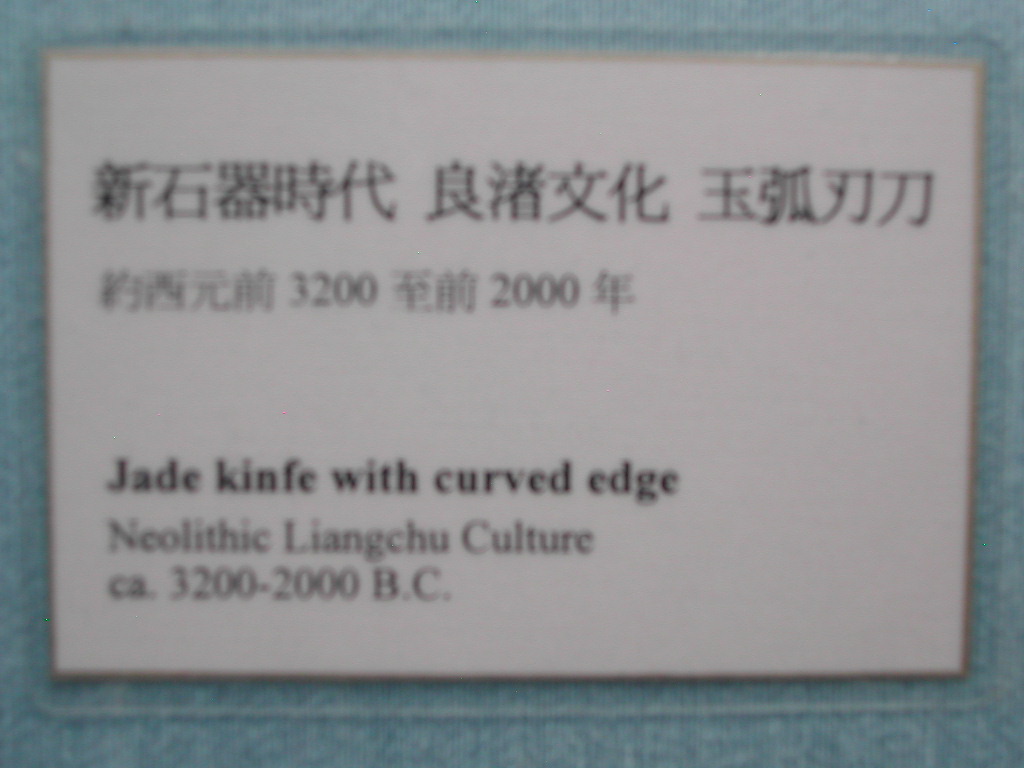 新石器時代 良渚文化 玉弧刃刀
約西元前 3200 至前 2000 年
Jade kinfe with curved edge
Neolithic Liangchu Culture
ca. 3200-2000 B.C.